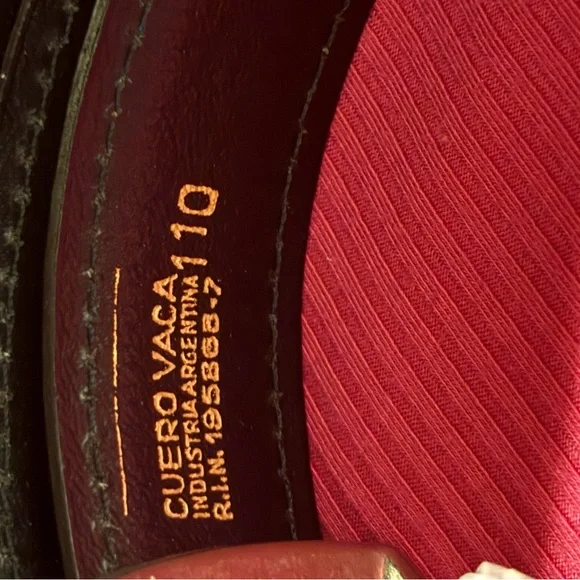 CUERO VACA 110
INDUSTRIA ARGENTINA
R.I.N. 195868-7